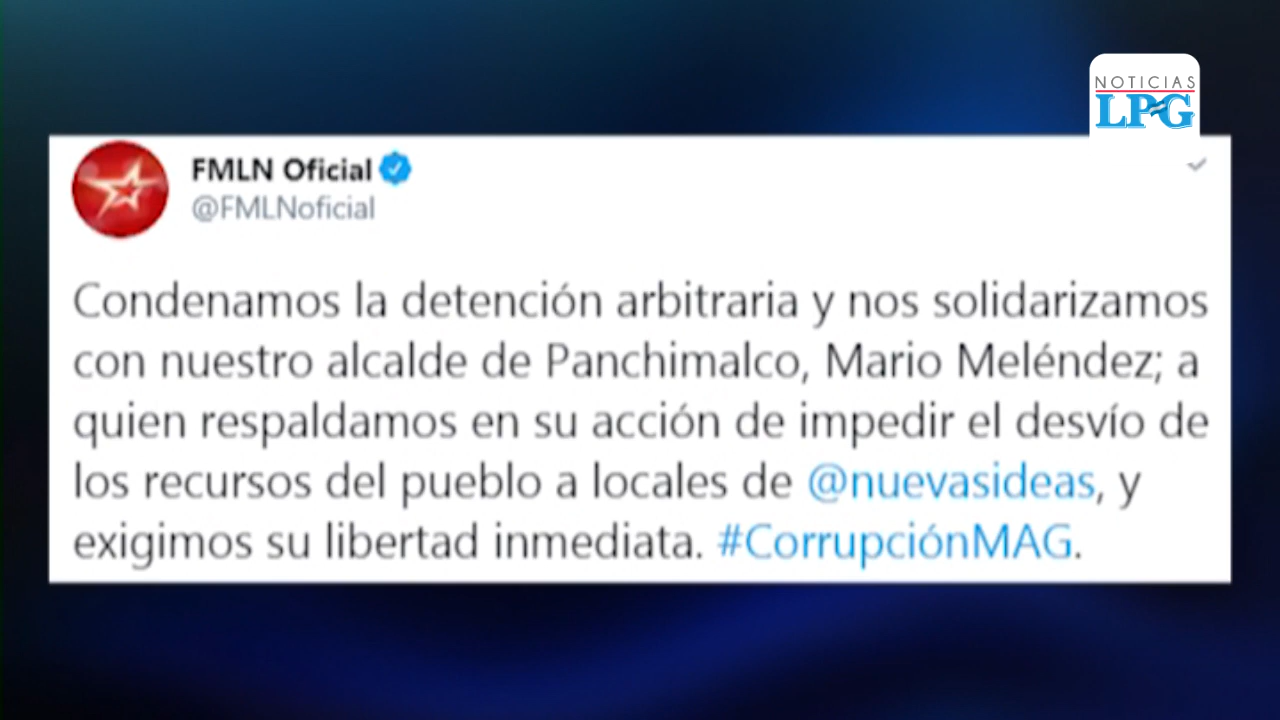 NOTICIAS
LPG
FMLN Oficial
@FMLNoficial
Condenamos la detención arbitraria y nos solidarizamos
con nuestro alcalde de Panchimalco, Mario Meléndez; a
quien respaldamos en su acción de impedir el desvío de
los recursos del pueblo a locales de @nuevasideas, y
exigimos su libertad inmediata. #CorrupciónMAG.